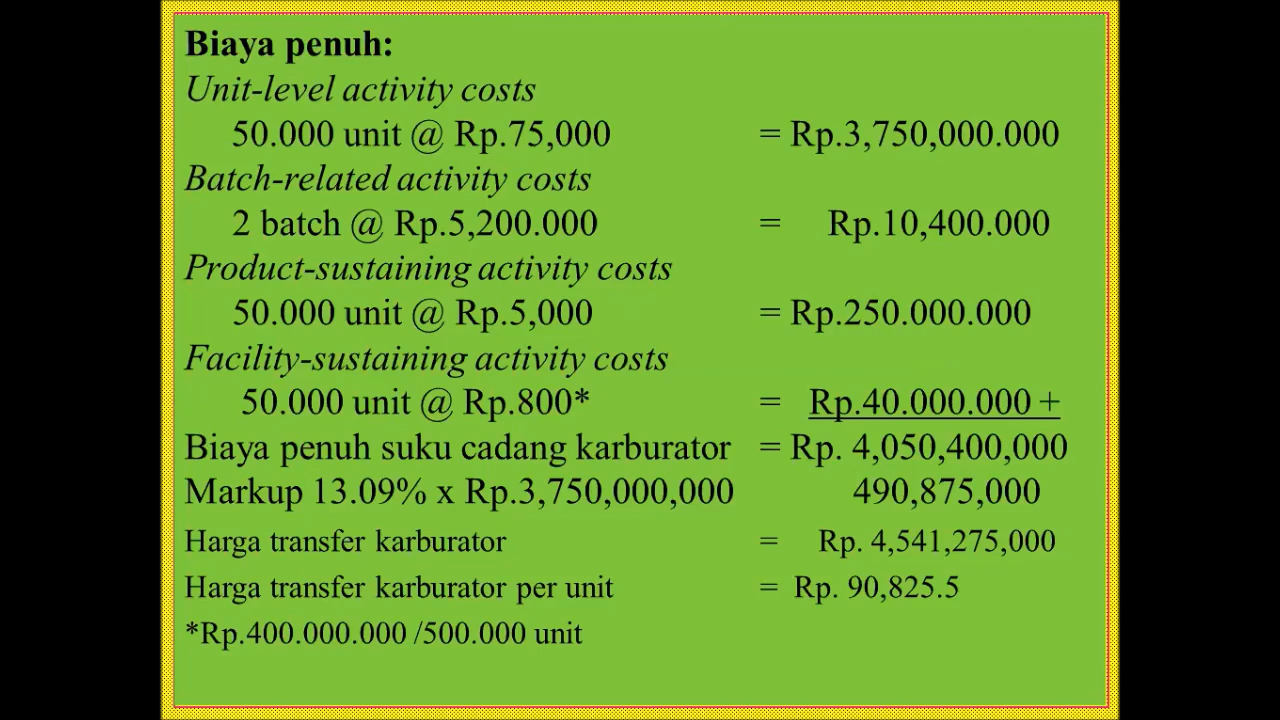 Biaya penuh:
Unit-level activity costs
50.000 unit @ Rp.75,000 = Rp.3,750,000.000
Batch-related activity costs
2 batch @ Rp.5,200.000 = Rp.10,400.000
Product-sustaining activity costs
50.000 unit @ Rp.5,000 = Rp.250.000.000
Facility-sustaining activity costs
50.000 unit @ Rp.800* = Rp.40.000.000 +
Biaya penuh suku cadang karburator = Rp. 4,050,400,000
Markup 13.09% x Rp.3,750,000,000 490,875,000
Harga transfer karburator = Rp. 4,541,275,000
Harga transfer karburator per unit = Rp. 90,825.5
*Rp.400.000.000 /500.000 unit